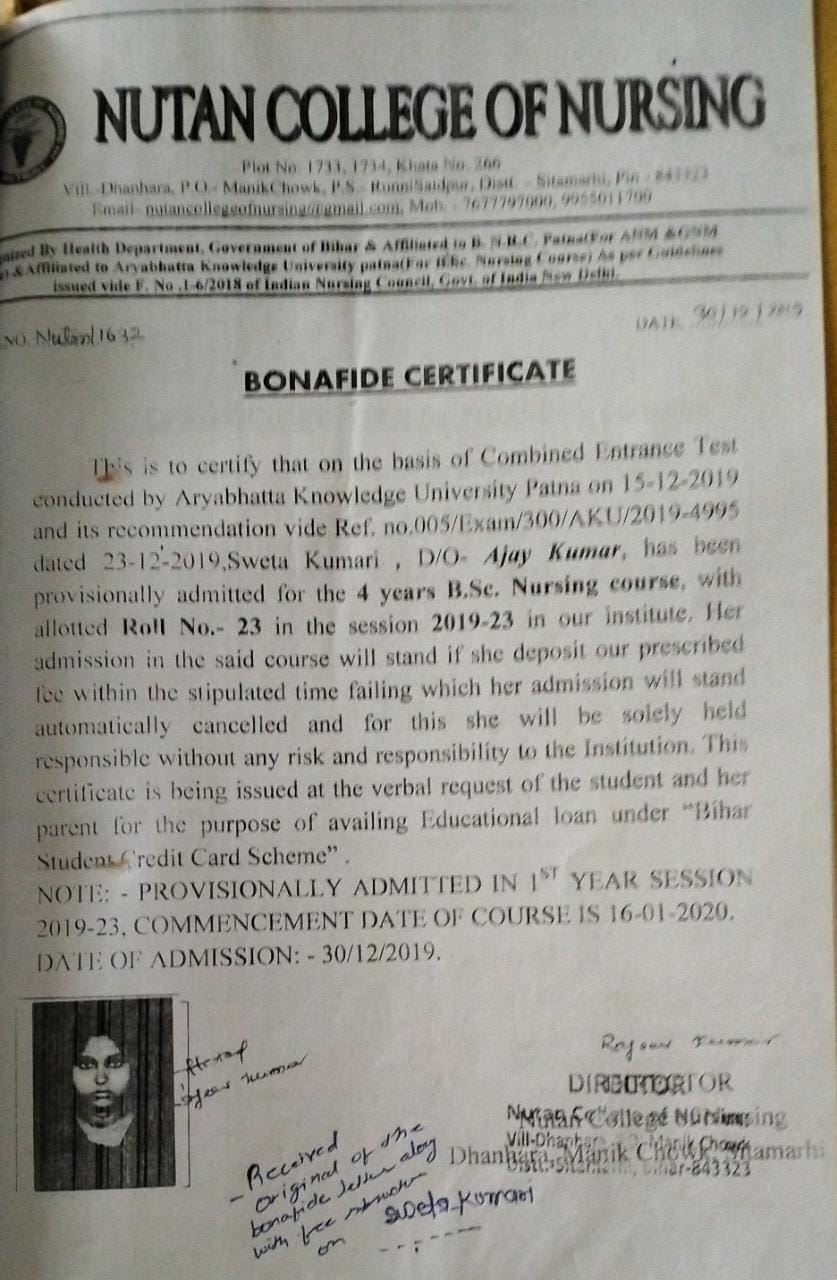 NUTAN COLLEGE OF NURSING
Plot No. 1733, 1734, Khata No. 266
Vill.-Dhanhara, P.O.- ManikChowk, P.S. - RunniSaidpur, Distt. - Sitamarhi, Pin - 843323
Email- nutancollegeofnursing@gmail.com, Mob. - 7677797000, 9955011700
By Health Department, Government of Bihar & Affiliated to B. N.R.C. Patna(For ANM &GNM
) &Affiliated to Aryabhatta Knowledge University patna(For B.Sc. Nursing Course) As per Guidelines
issued vide F. No .1-6/2018 of Indian Nursing Council, Govt. of India New Delhi.
NO. Nutan/1632
DATE 30/12/2019
BONAFIDE CERTIFICATE
This is to certify that on the basis of Combined Entrance Test
conducted by Aryabhatta Knowledge University Patna on 15-12-2019
and its recommendation vide Ref. no.005/Exam/300/AKU/2019-4995
dated 23-12-2019,Sweta Kumari , D/O- Ajay Kumar, has been
provisionally admitted for the 4 years B.Sc. Nursing course, with
allotted Roll No.- 23 in the session 2019-23 in our institute. Her
admission in the said course will stand if she deposit our prescribed
fee within the stipulated time failing which her admission will stand
automatically cancelled and for this she will be solely held
responsible without any risk and responsibility to the Institution. This
certificate is being issued at the verbal request of the student and her
parent for the purpose of availing Educational loan under “Bihar
Student Credit Card Scheme” .
NOTE: - PROVISIONALLY ADMITTED IN 1ST YEAR SESSION
2019-23, COMMENCEMENT DATE OF COURSE IS 16-01-2020.
DATE OF ADMISSION: - 30/12/2019.
Kumar
DIRECTOR
Nutan College of Nursing
Dhanhara, Manik Chowk, Sitamarhi
Vill-Dhanhara, Manik Chowk
Distt.-Sitamarhi, Bihar-843323
- Received
original of the
bonafide letter along
with fee structure
on
Sweta Kumari